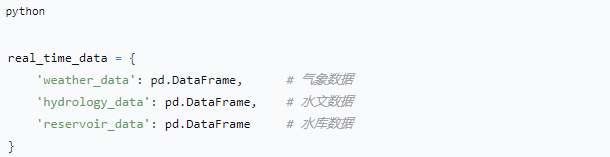 python
real_time_data = {
    'weather_data': pd.DataFrame,      # 气象数据
    'hydrology_data': pd.DataFrame,    # 水文数据
    'reservoir_data': pd.DataFrame     # 水库数据
}